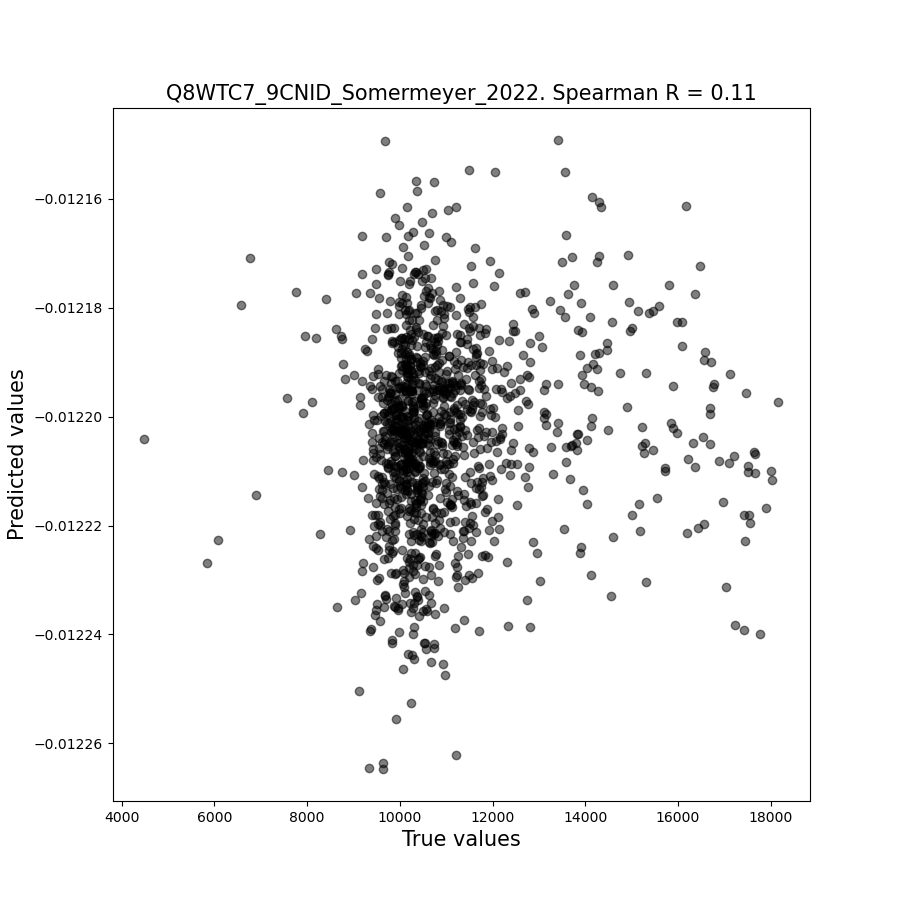 Q8WTC7_9CNID_Somermeyer_2022. Spearman R = 0.11
Predicted values
−0.01216
−0.01218
−0.01220
−0.01222
−0.01224
−0.01226
4000 6000 8000 10000 12000 14000 16000 18000
True values